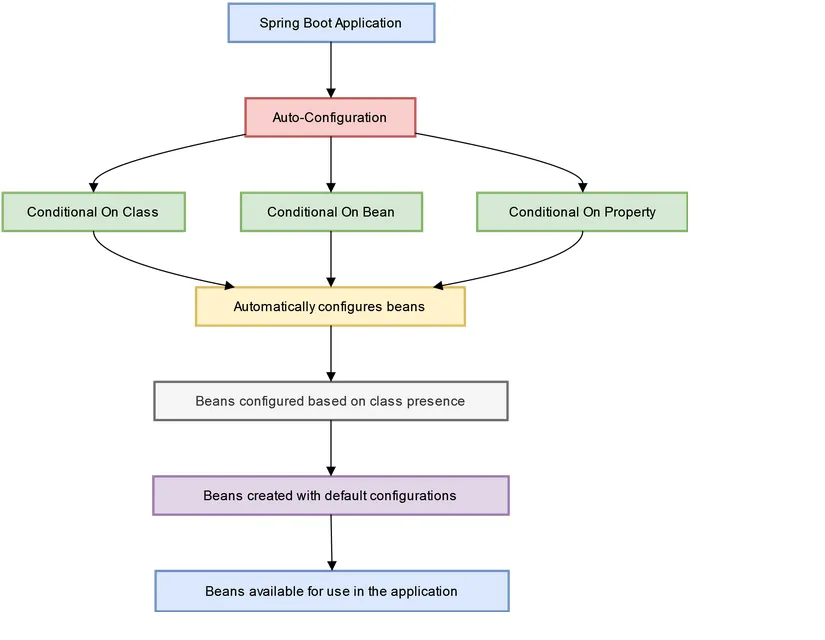 Spring Boot Application
Auto-Configuration
Conditional On Class
Conditional On Bean
Conditional On Property
Automatically configures beans
Beans configured based on class presence
Beans created with default configurations
Beans available for use in the application